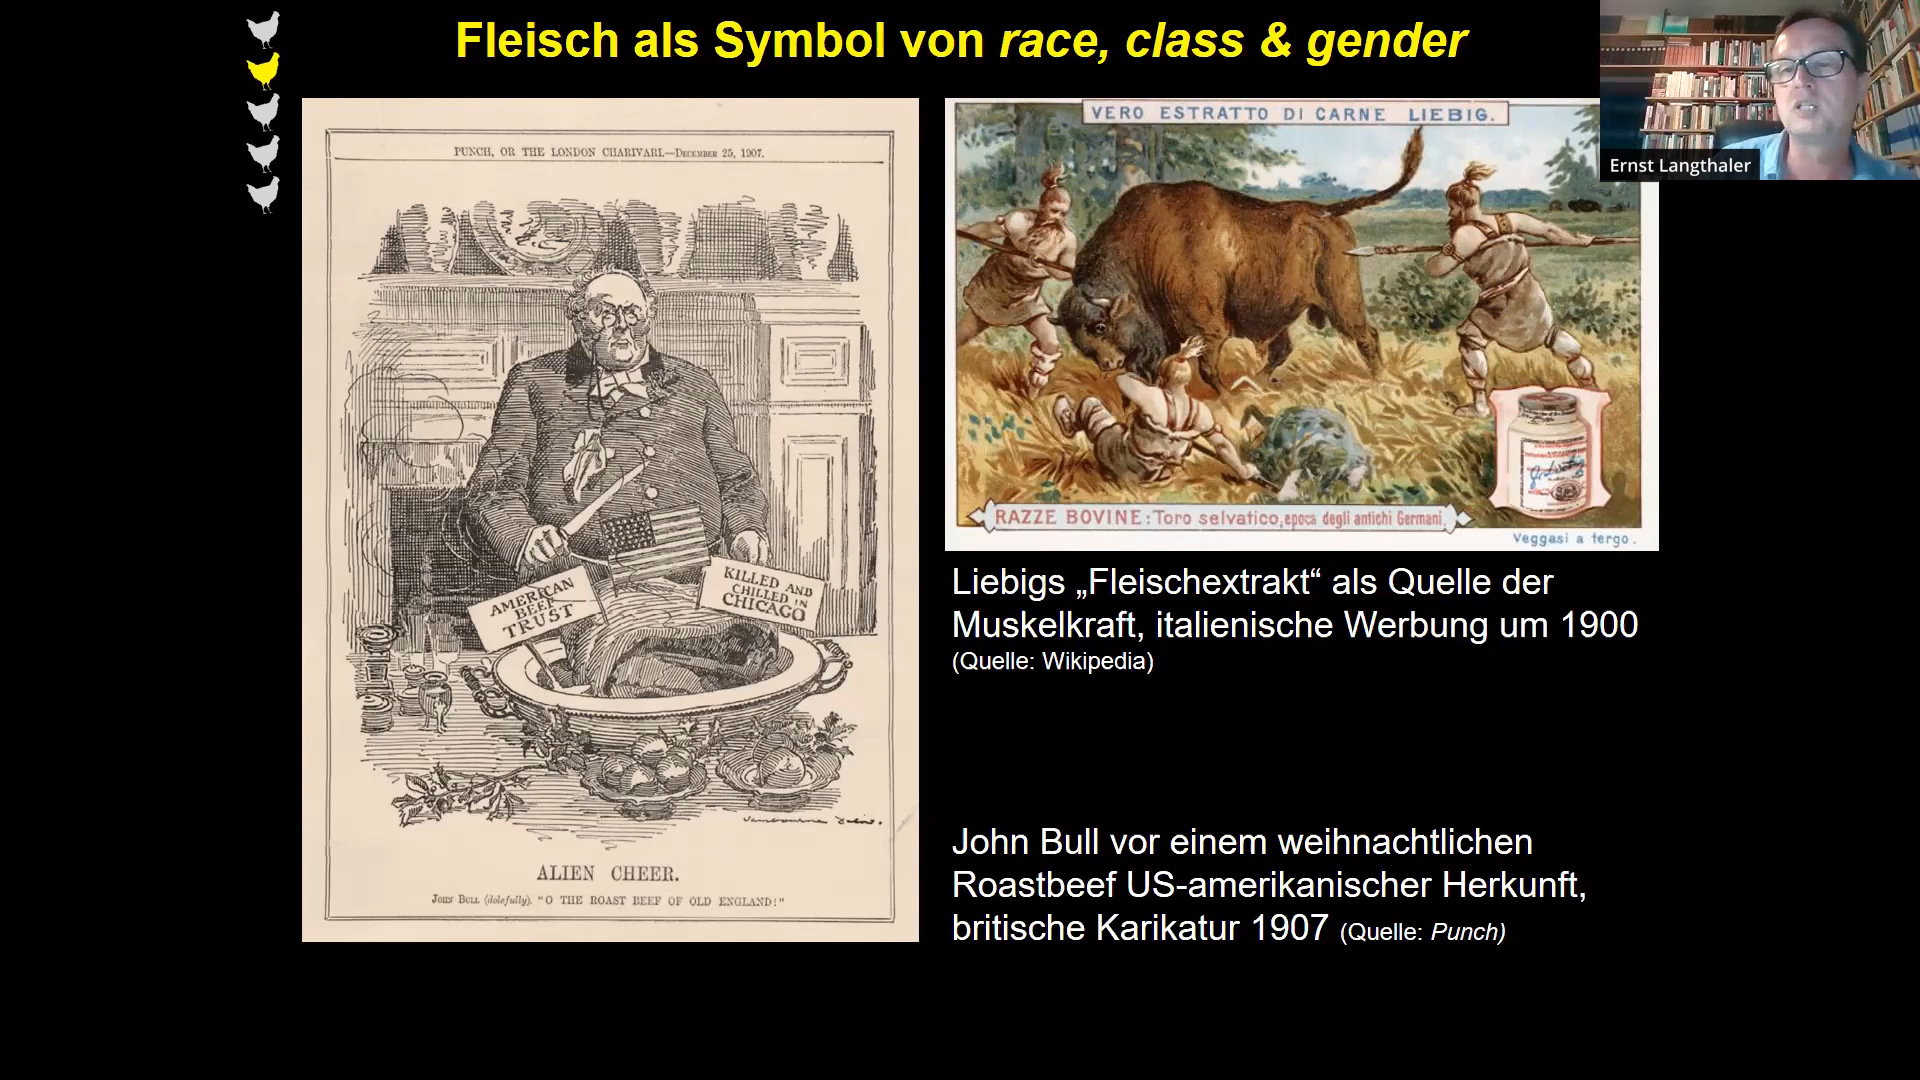 Fleisch als Symbol von race, class & gender
Ernst Langthaler
PUNCH, OR THE LONDON CHARIVARI.—DECEMBER 25, 1907.
AMERICAN
BEEF
TRUST
KILLED AND
CHILLED IN
CHICAGO
ALIEN CHEER.
JOHN BULL (dolefully). "O THE ROAST BEEF OF OLD ENGLAND!"
VERO ESTRATTO DI CARNE LIEBIG.
RAZZE BOVINE: Toro selvatico, epoca degli antichi Germani.
Veggasi a tergo.
Liebigs „Fleischextrakt“ als Quelle der
Muskelkraft, italienische Werbung um 1900
(Quelle: Wikipedia)
John Bull vor einem weihnachtlichen
Roastbeef US-amerikanischer Herkunft,
britische Karikatur 1907 (Quelle: Punch)